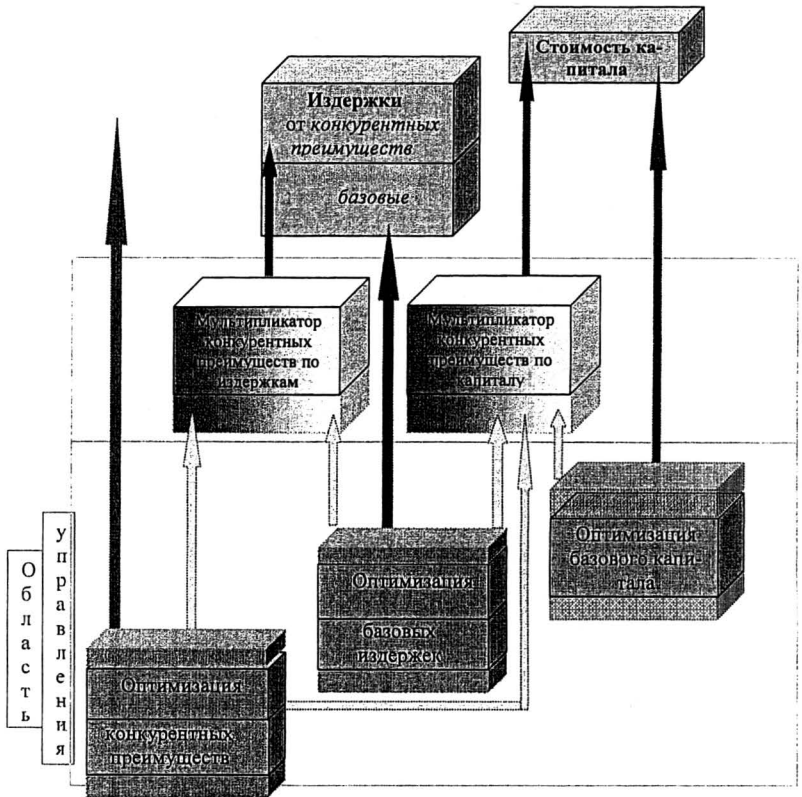 Стоимость ка-
питала
Издержки
от конкурентных
преимуществ
базовые
Мультипликатор
конкурентных
преимуществ по
издержкам
Мультипликатор
конкурентных
преимуществ по
капиталу
Оптимизация
базового капи-
тала
Оптимизация
базовых
издержек
Область
управления
Оптимизация
конкурентных
преимуществ